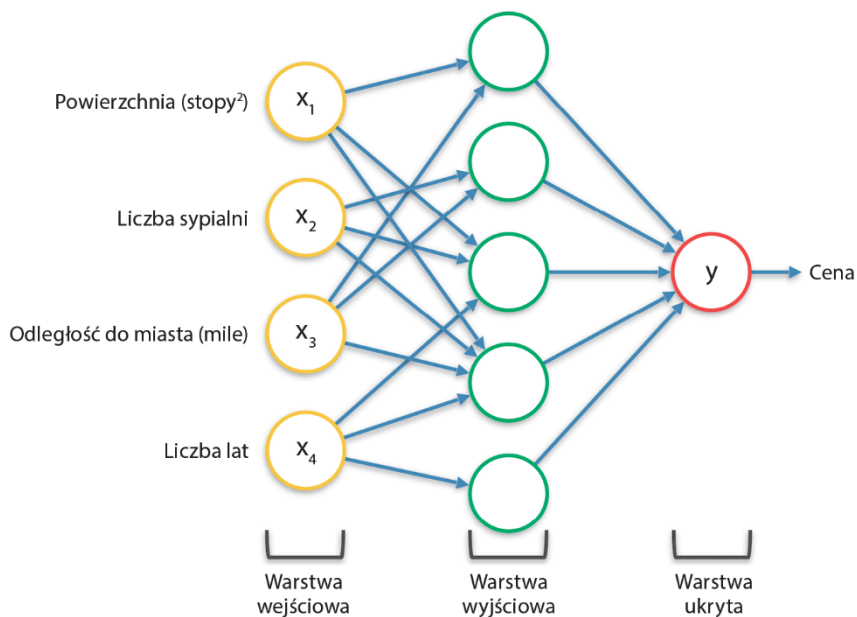 Powierzchnia (stopy²)
x₁
Liczba sypialni
x₂
Odległość do miasta (mile)
x₃
Liczba lat
x₄
y
Cena
Warstwa
wejściowa
Warstwa
wyjściowa
Warstwa
ukryta